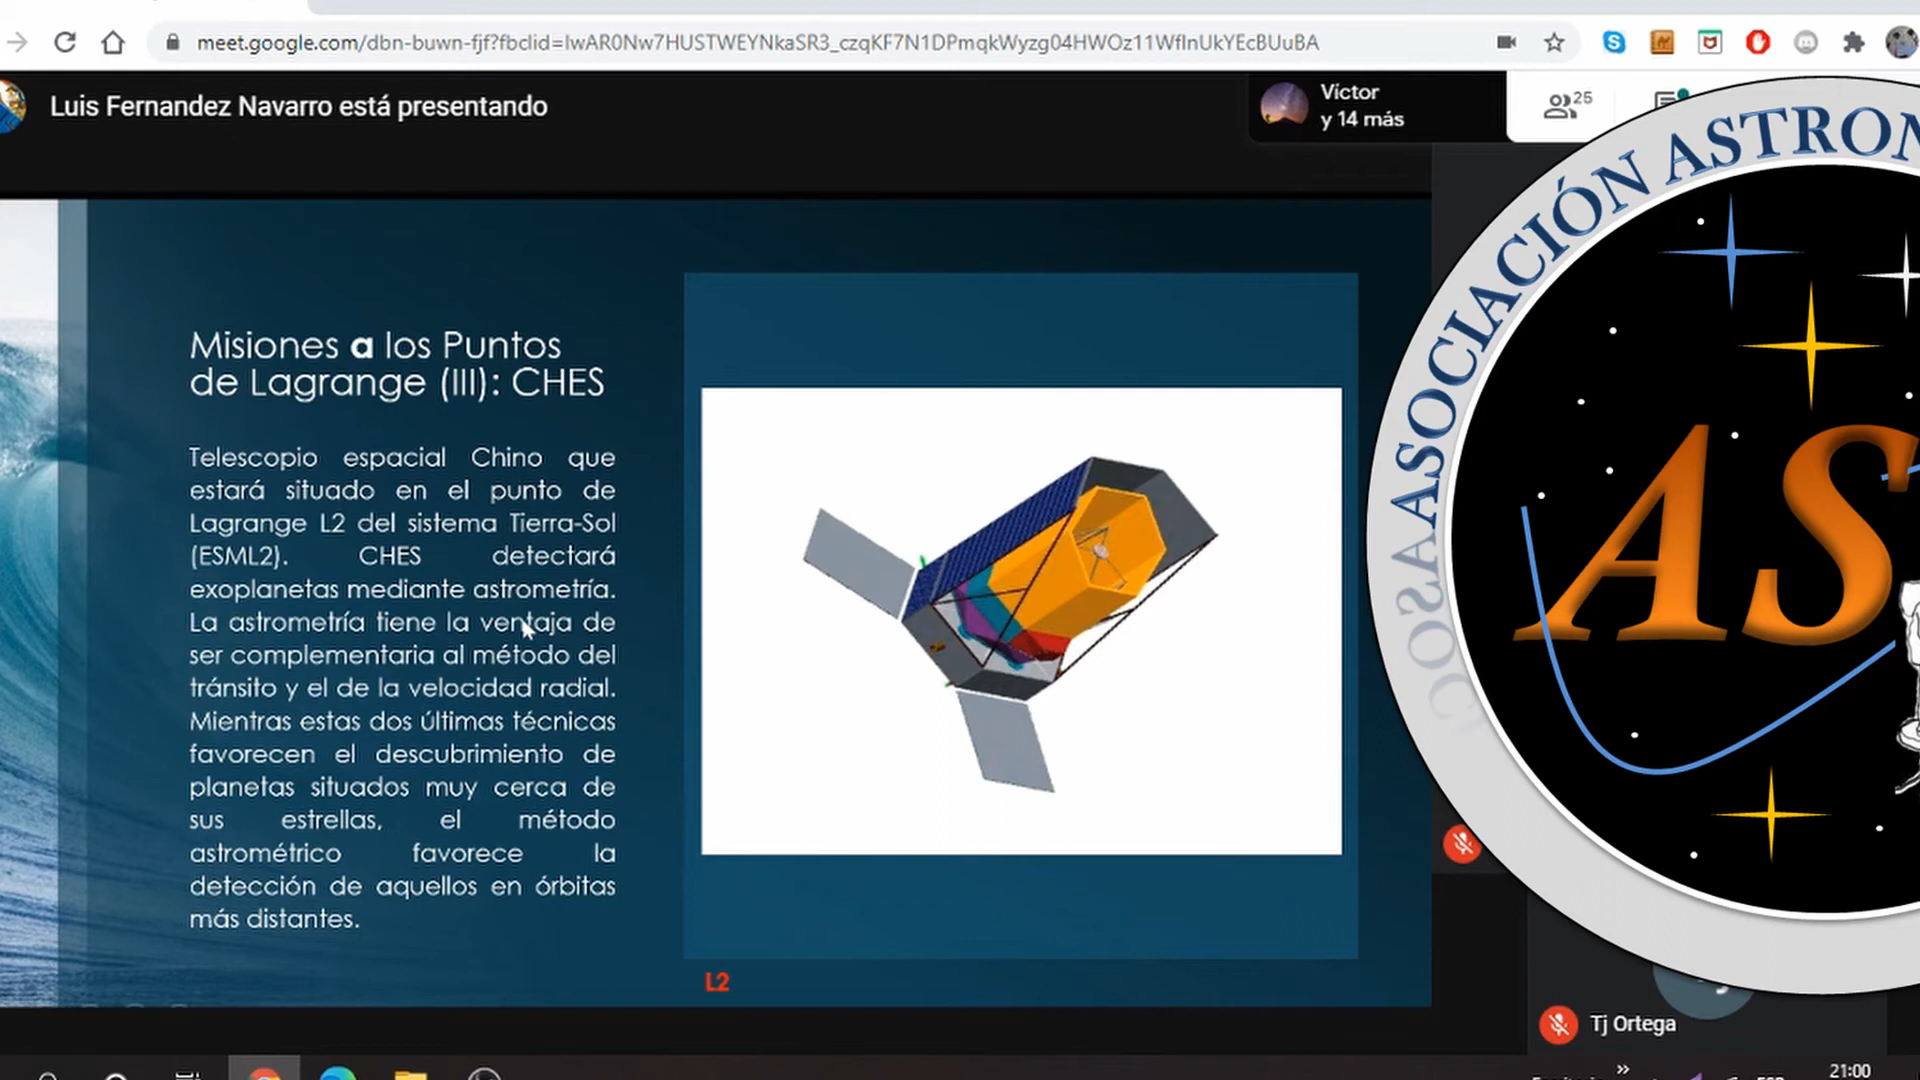 meet.google.com/dbn-buwn-fjf?fbclid=IwAR0Nw7HUSTWEYNkaSR3_czqKF7N1DPmqkWyzg04HWOz11WfInUkYEcBUuBA
Luis Fernandez Navarro está presentando
Víctor
y 14 más
25
Misiones a los Puntos
de Lagrange (III): CHES
Telescopio espacial Chino que
estará situado en el punto de
Lagrange L2 del sistema Tierra-Sol
(ESML2). CHES detectará
exoplanetas mediante astrometría.
La astrometría tiene la ventaja de
ser complementaria al método del
tránsito y el de la velocidad radial.
Mientras estas dos últimas técnicas
favorecen el descubrimiento de
planetas situados muy cerca de
sus estrellas, el método
astrométrico favorece la
detección de aquellos en órbitas
más distantes.
L2
ASOCIACIÓN ASTRON
AS
Tj Ortega
21:00